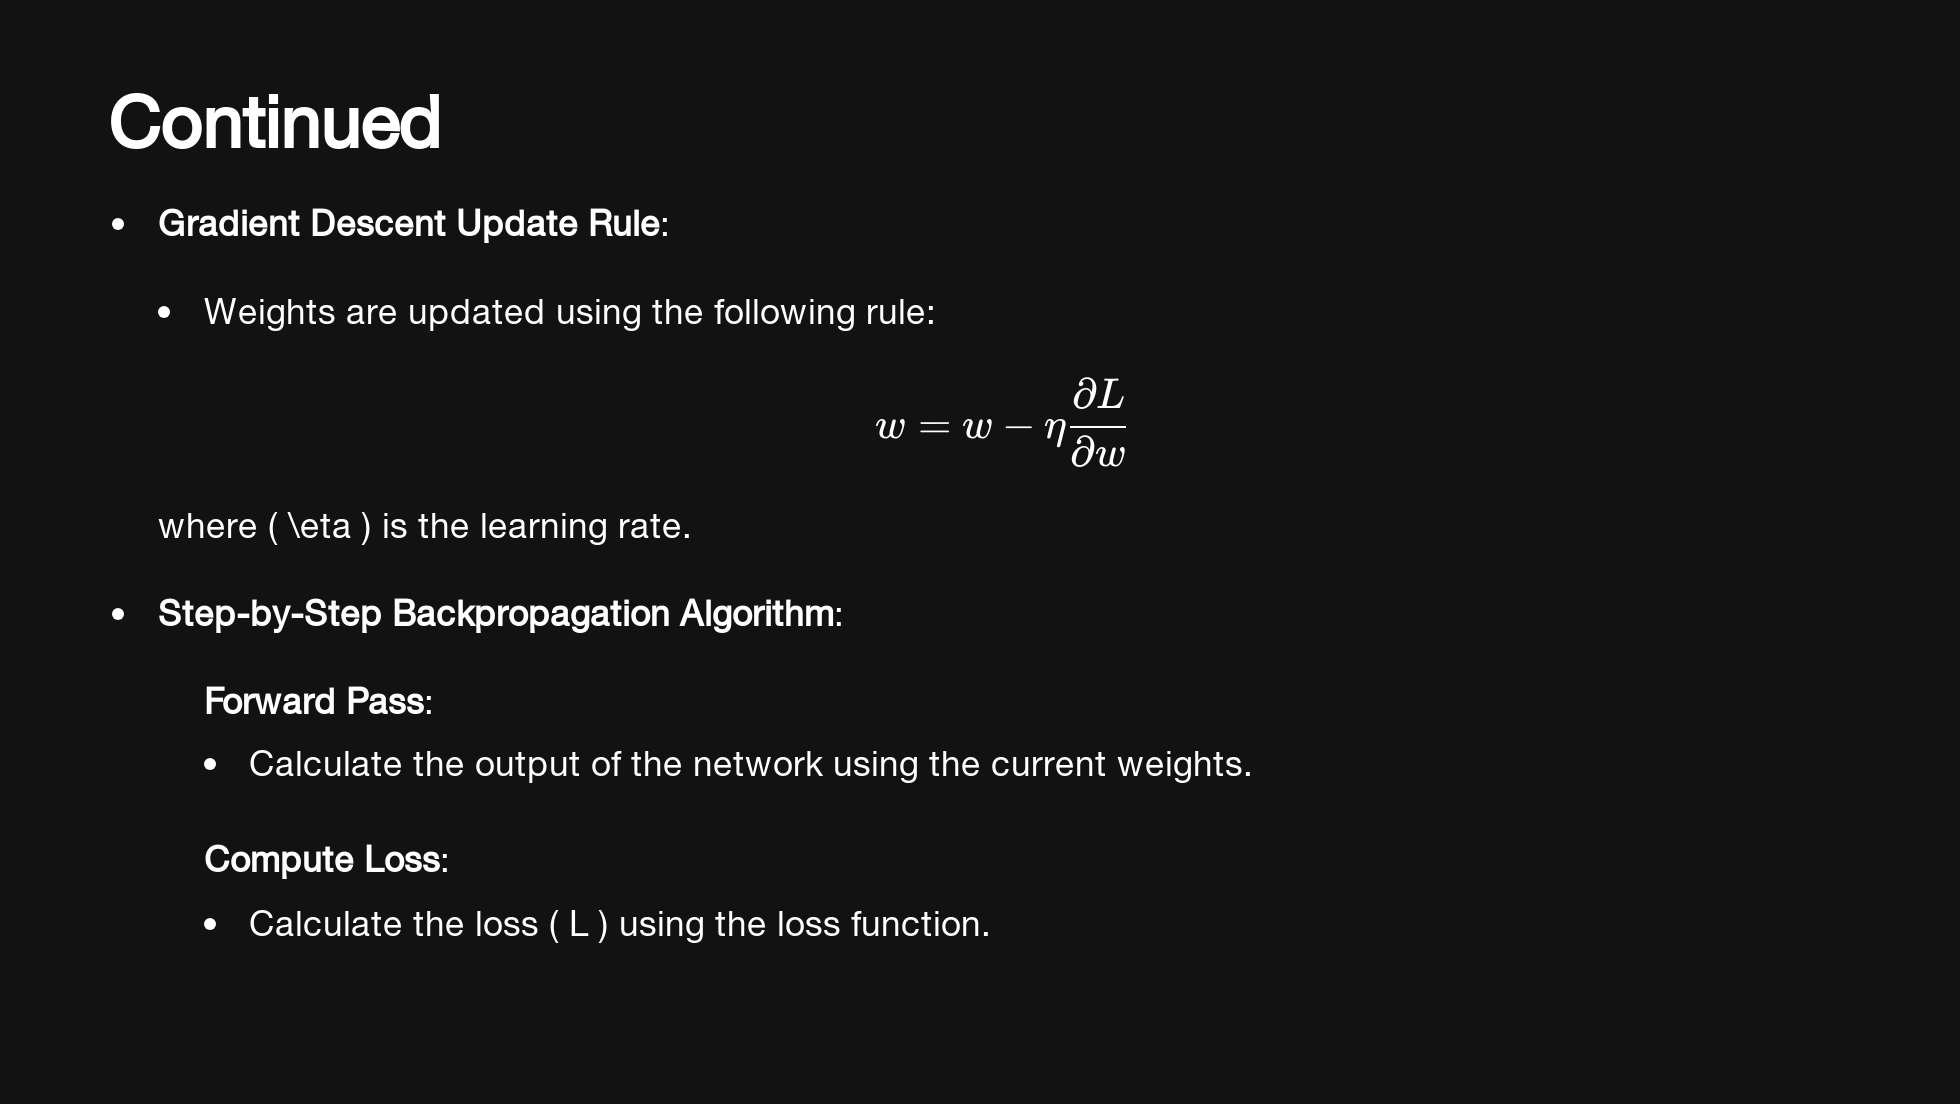 Continued
• Gradient Descent Update Rule:
• Weights are updated using the following rule:
w = w − η ∂L/∂w
where ( \eta ) is the learning rate.
• Step-by-Step Backpropagation Algorithm:
Forward Pass:
• Calculate the output of the network using the current weights.
Compute Loss:
• Calculate the loss ( L ) using the loss function.